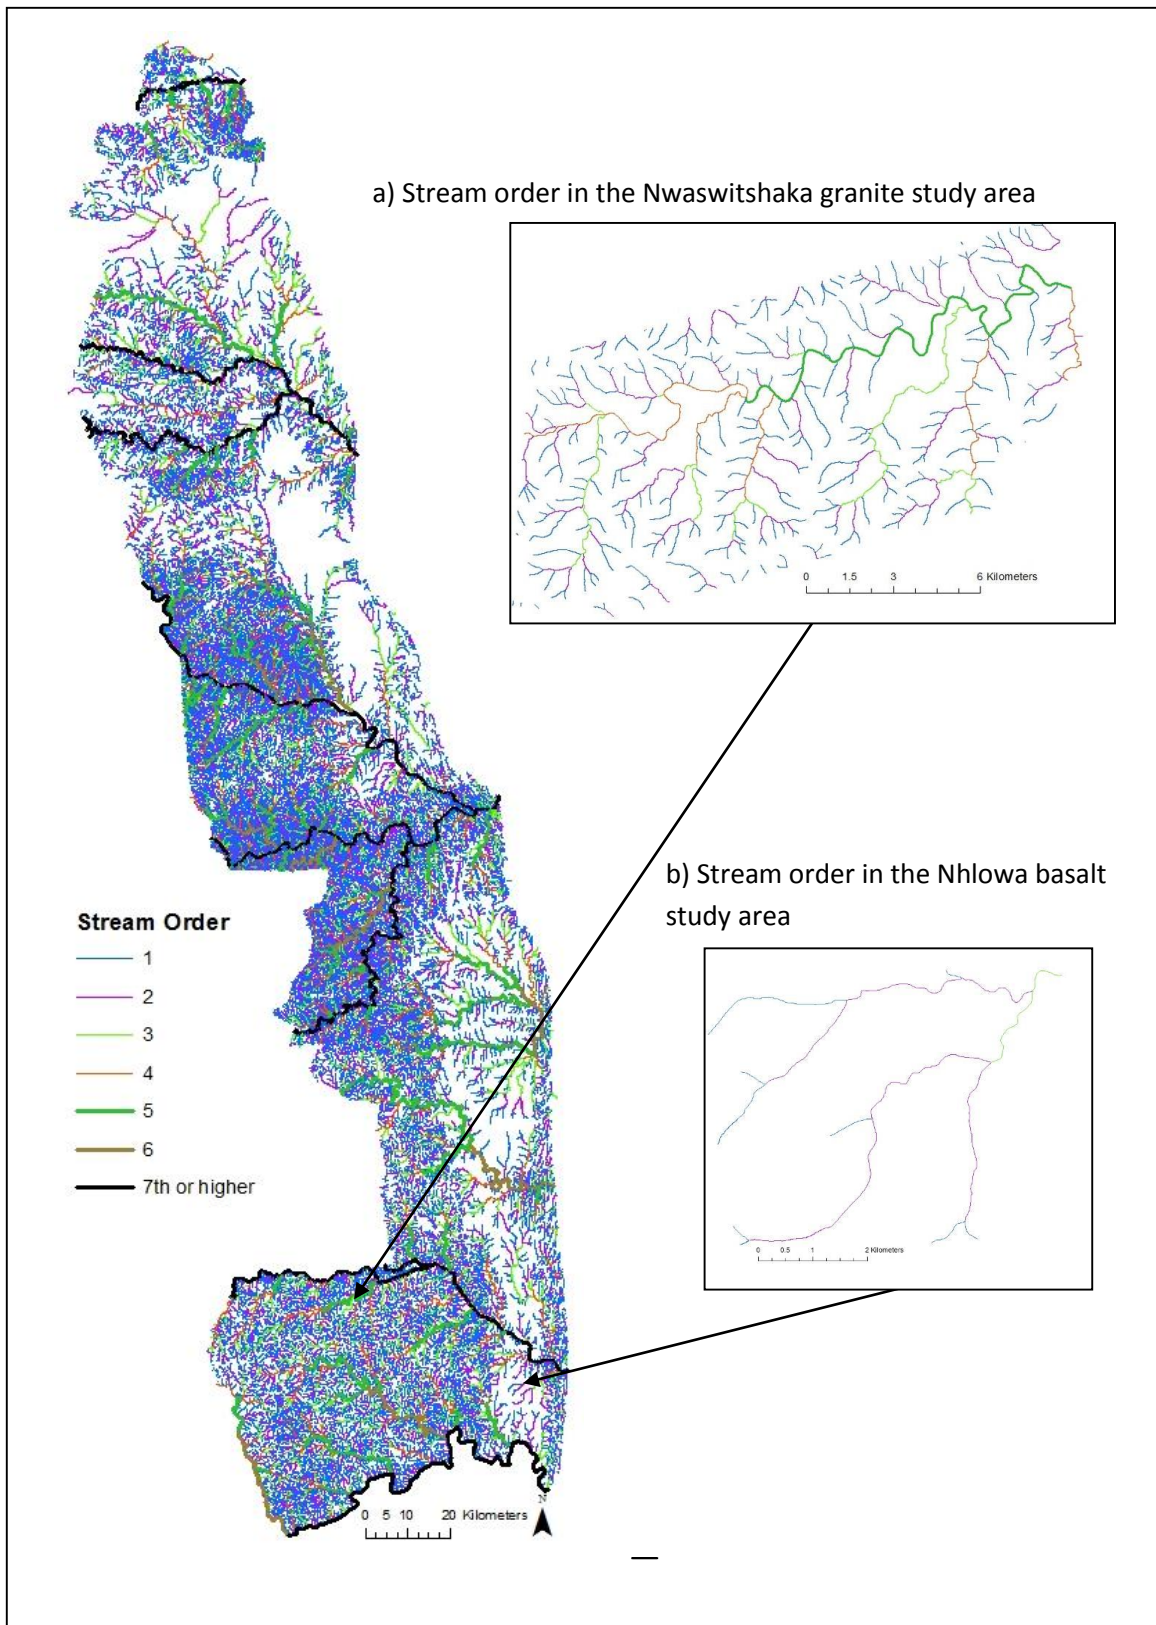 a) Stream order in the Nwaswitshaka granite study area
0 1.5 3 6 Kilometers
b) Stream order in the Nhlowa basalt
study area
0 0.5 1 2 Kilometers
Stream Order
1
2
3
4
5
6
7th or higher
0 5 10 20 Kilometers
N